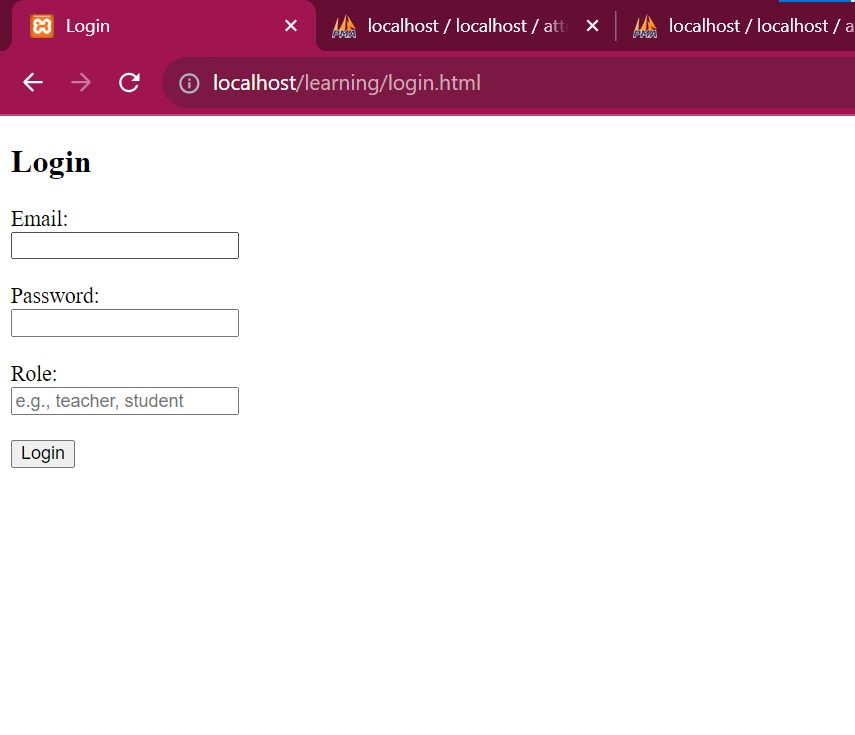 Login
localhost / localhost / att
localhost / localhost / a
localhost/learning/login.html
Login
Email:
Password:
Role:
e.g., teacher, student
Login